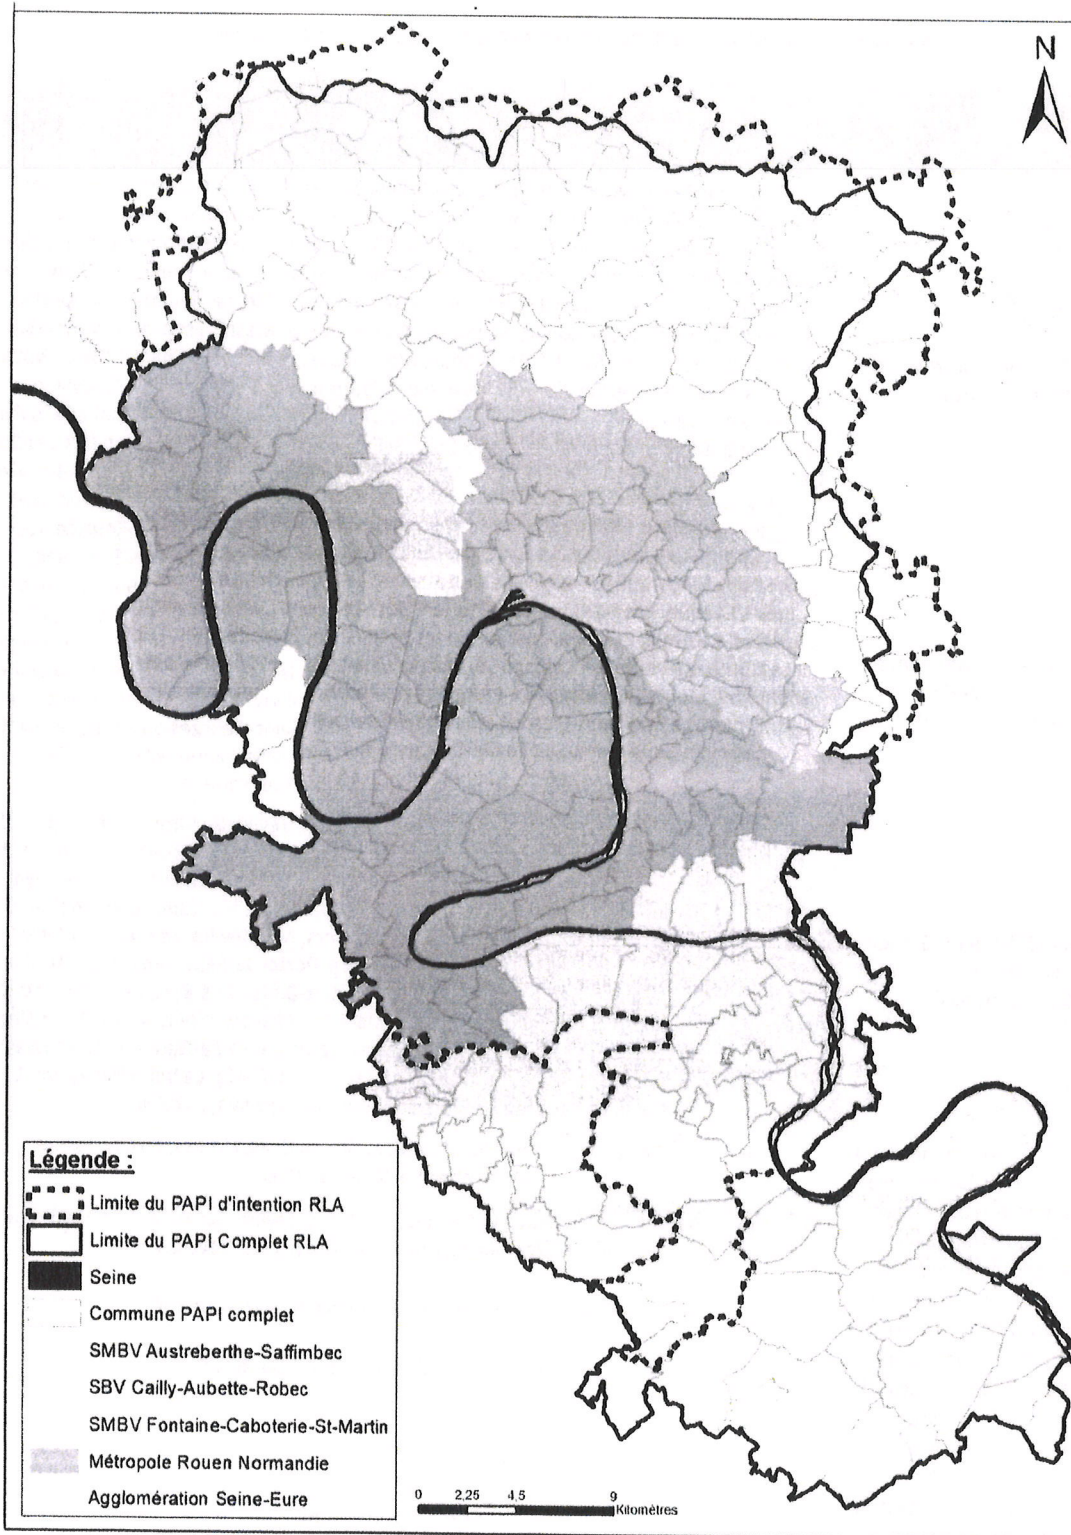 N
Légende :
Limite du PAPI d'intention RLA
Limite du PAPI Complet RLA
Seine
Commune PAPI complet
SMBV Austreberthe-Saffimbec
SBV Cailly-Aubette-Robec
SMBV Fontaine-Caboterie-St-Martin
Métropole Rouen Normandie
Agglomération Seine-Eure
0 2,25 4,5 9
Kilomètres